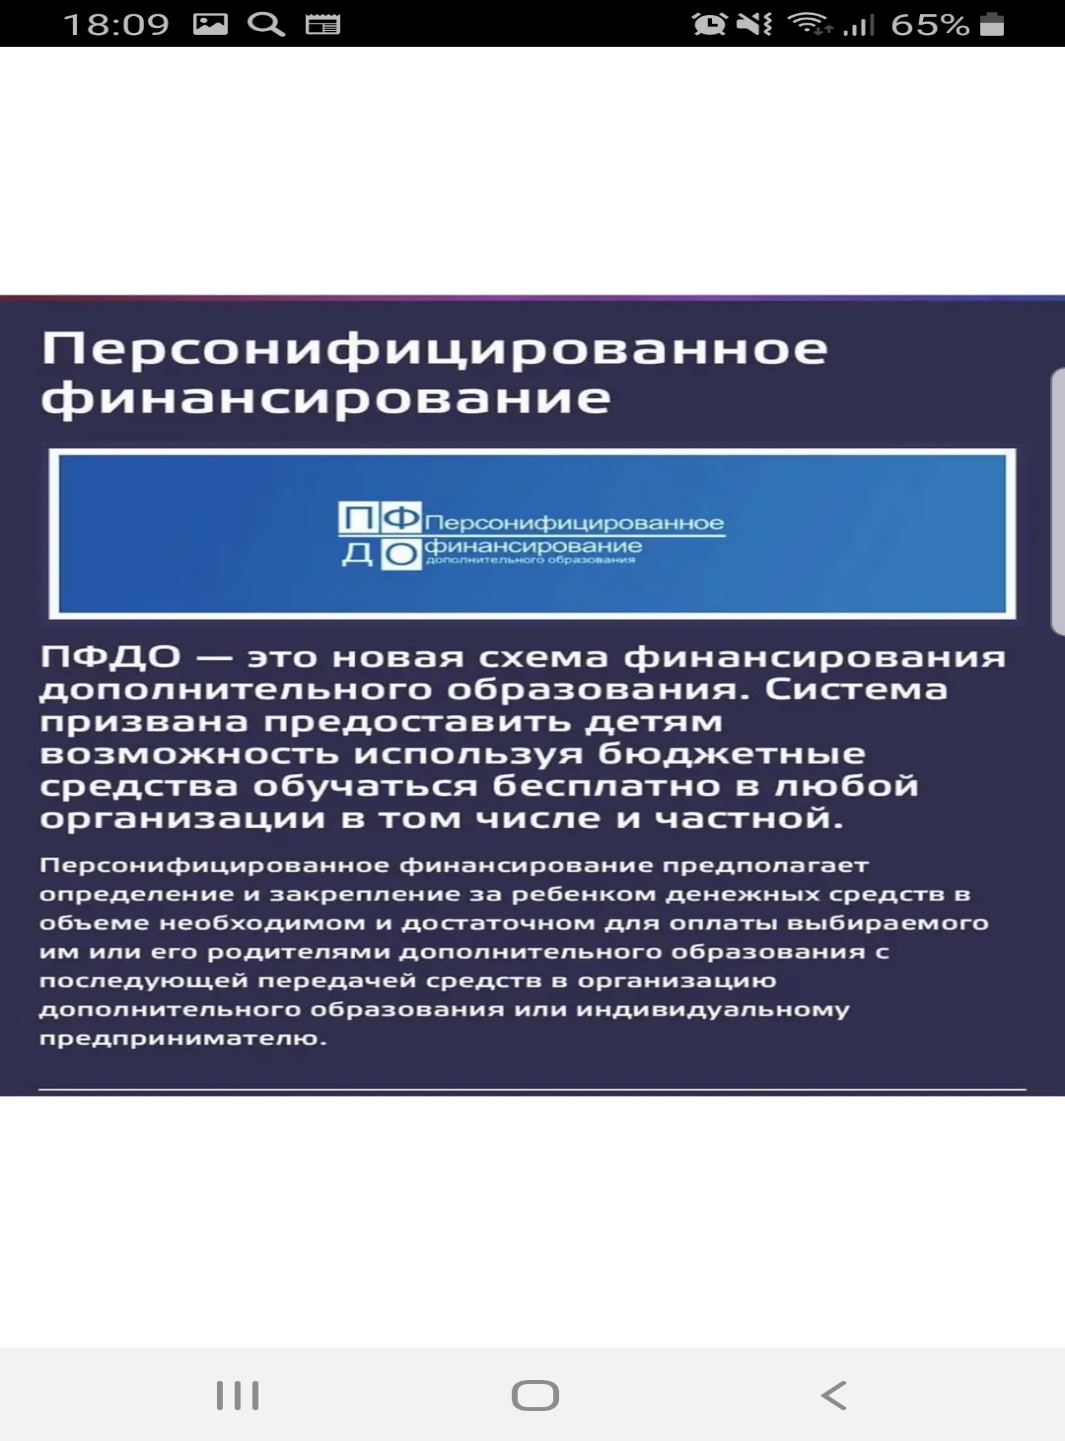 18:09
65%
Персонифицированное
финансирование
ПФ
ДО
Персонифицированное
финансирование
дополнительного образования
ПФДО — это новая схема финансирования
дополнительного образования. Система
призвана предоставить детям
возможность используя бюджетные
средства обучаться бесплатно в любой
организации в том числе и частной.
Персонифицированное финансирование предполагает
определение и закрепление за ребенком денежных средств в
объеме необходимом и достаточном для оплаты выбираемого
им или его родителями дополнительного образования с
последующей передачей средств в организацию
дополнительного образования или индивидуальному
предпринимателю.